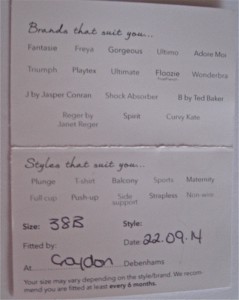 Brands that suit you...
Fantasie Freya Gorgeous Ultimo Adore Moi
Triumph Playtex Ultimate Floozie Wonderbra
J by Jasper Conran Shock Absorber B by Ted Baker
Reger by
Janet Reger Spirit Curvy Kate
Styles that suit you...
Plunge T-shirt Balcony Sports Maternity
Full cup Push-up Side
support Strapless Non-wire
Size: 38B Style:
Fitted by: Date: 22.09.
At Croydon Debenhams
Your size may vary depending on the style/brand. We recom-
mend you are fitted at least every 6 months.